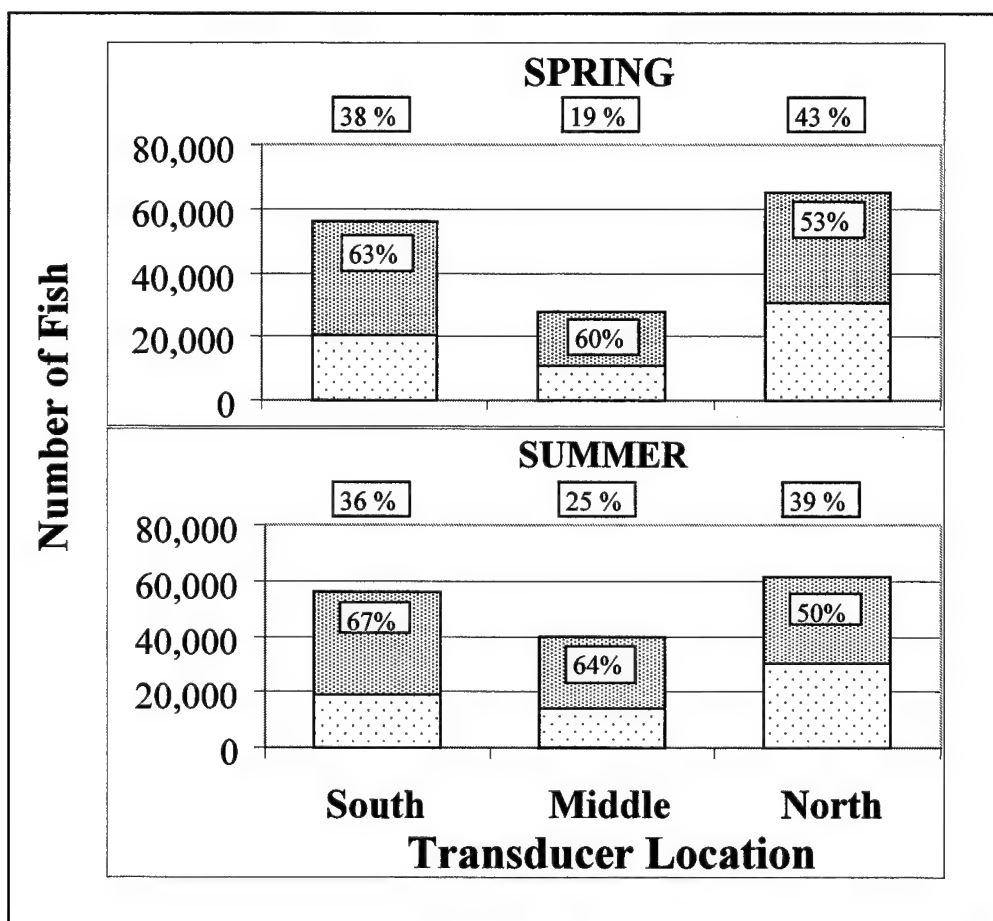 SPRING
38 % 19 % 43 %
80,000
60,000
40,000
20,000
0
63% 60% 53%
SUMMER
36 % 25 % 39 %
80,000
60,000
40,000
20,000
0
67% 64% 50%
South Middle North
Transducer Location
Number of Fish